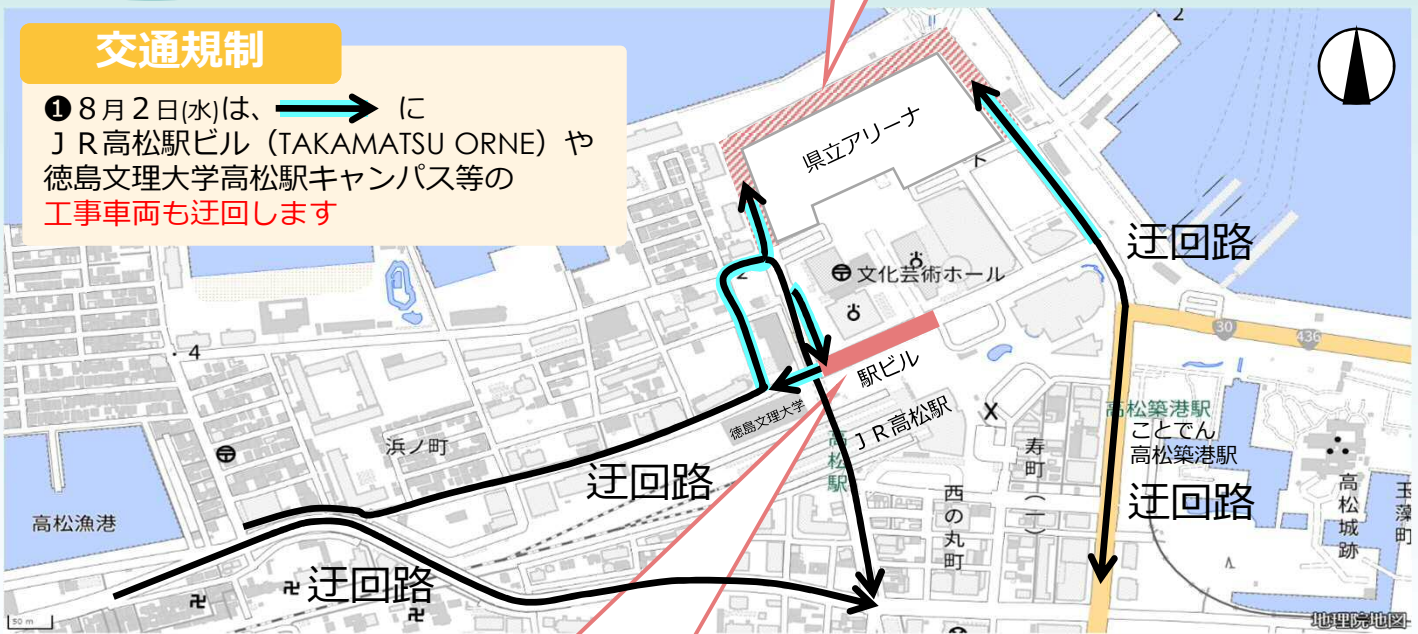 交通規制
❶８月２日(水)は、 に
ＪＲ高松駅ビル（TAKAMATSU ORNE）や
徳島文理大学高松駅キャンパス等の
工事車両も迂回します
2
県立アリーナ
迂回路
文化芸術ホール
2
30
436
4
駅ビル
徳島文理大学
ＪＲ高松駅
高松駅
高松築港駅
ことでん
高松築港駅
浜ノ町
迂回路
寿町（二）
迂回路
西の丸町
高松城跡
玉藻町
高松漁港
迂回路
50 m
地理院地図